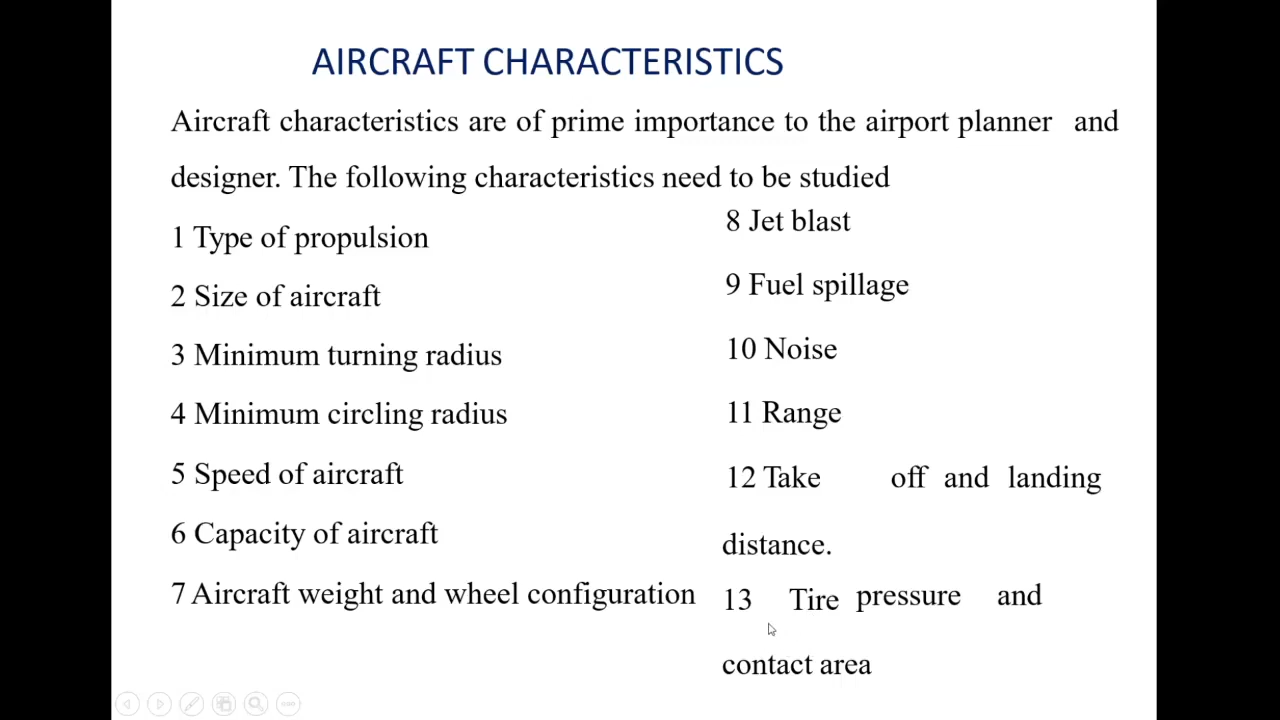 AIRCRAFT CHARACTERISTICS
Aircraft characteristics are of prime importance to the airport planner and
designer. The following characteristics need to be studied
1 Type of propulsion
2 Size of aircraft
3 Minimum turning radius
4 Minimum circling radius
5 Speed of aircraft
6 Capacity of aircraft
7 Aircraft weight and wheel configuration
8 Jet blast
9 Fuel spillage
10 Noise
11 Range
12 Take off and landing
distance.
13 Tire pressure and
contact area